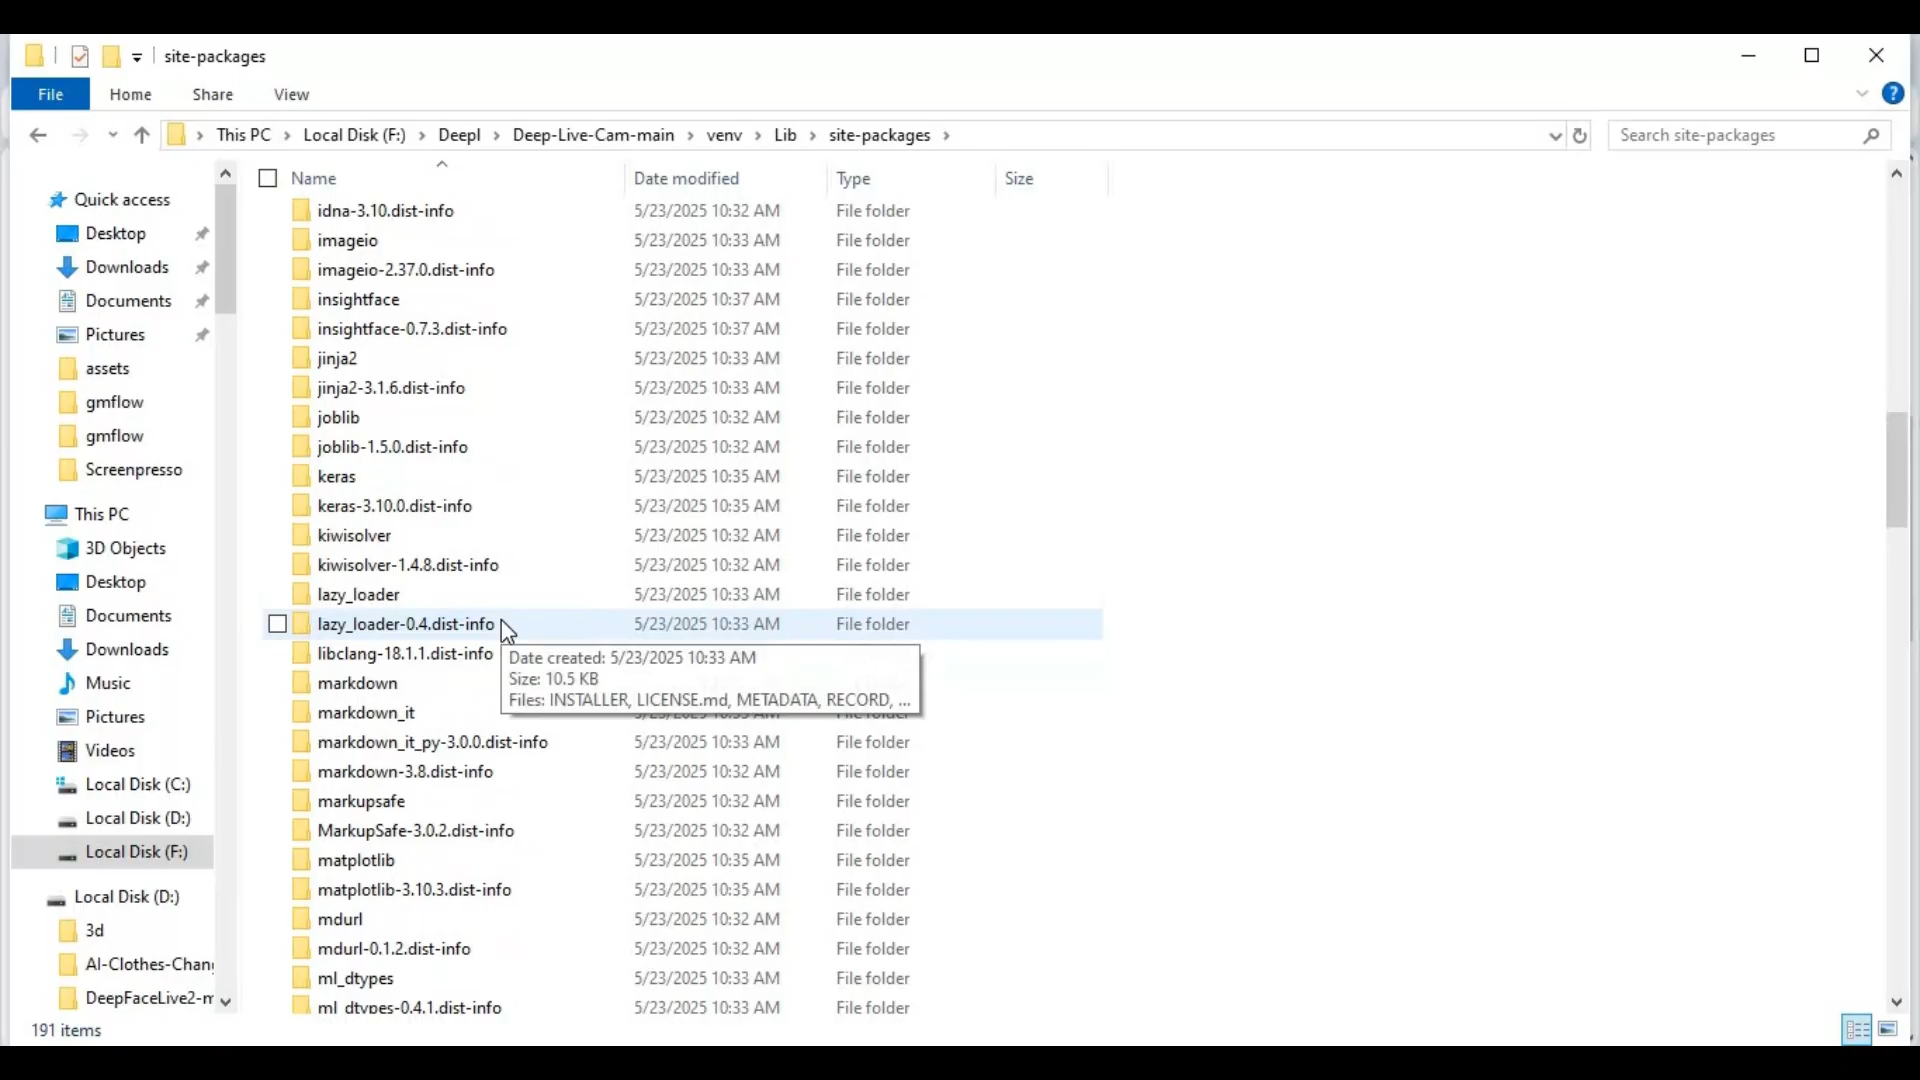 site-packages
File Home Share View
This PC Local Disk (F:) Deepl Deep-Live-Cam-main venv Lib site-packages
Search site-packages
Quick access
Desktop
Downloads
Documents
Pictures
assets
gmflow
gmflow
Screenpresso
This PC
3D Objects
Desktop
Documents
Downloads
Music
Pictures
Videos
Local Disk (C:)
Local Disk (D:)
Local Disk (F:)
Local Disk (D:)
3d
AI-Clothes-Chan
DeepFaceLive2-m
Name Date modified Type Size
idna-3.10.dist-info 5/23/2025 10:32 AM File folder
imageio 5/23/2025 10:33 AM File folder
imageio-2.37.0.dist-info 5/23/2025 10:33 AM File folder
insightface 5/23/2025 10:37 AM File folder
insightface-0.7.3.dist-info 5/23/2025 10:37 AM File folder
jinja2 5/23/2025 10:33 AM File folder
jinja2-3.1.6.dist-info 5/23/2025 10:33 AM File folder
joblib 5/23/2025 10:32 AM File folder
joblib-1.5.0.dist-info 5/23/2025 10:32 AM File folder
keras 5/23/2025 10:35 AM File folder
keras-3.10.0.dist-info 5/23/2025 10:35 AM File folder
kiwisolver 5/23/2025 10:32 AM File folder
kiwisolver-1.4.8.dist-info 5/23/2025 10:32 AM File folder
lazy_loader 5/23/2025 10:33 AM File folder
lazy_loader-0.4.dist-info 5/23/2025 10:33 AM File folder
libclang-18.1.1.dist-info
Date created: 5/23/2025 10:33 AM
Size: 10.5 KB
Files: INSTALLER, LICENSE.md, METADATA, RECORD, ...
markdown
markdown_it
markdown_it_py-3.0.0.dist-info 5/23/2025 10:33 AM File folder
markdown-3.8.dist-info 5/23/2025 10:32 AM File folder
markupsafe 5/23/2025 10:32 AM File folder
MarkupSafe-3.0.2.dist-info 5/23/2025 10:32 AM File folder
matplotlib 5/23/2025 10:35 AM File folder
matplotlib-3.10.3.dist-info 5/23/2025 10:35 AM File folder
mdurl 5/23/2025 10:32 AM File folder
mdurl-0.1.2.dist-info 5/23/2025 10:32 AM File folder
ml_dtypes 5/23/2025 10:33 AM File folder
ml_dtypes-0.4.1.dist-info 5/23/2025 10:33 AM File folder
191 items